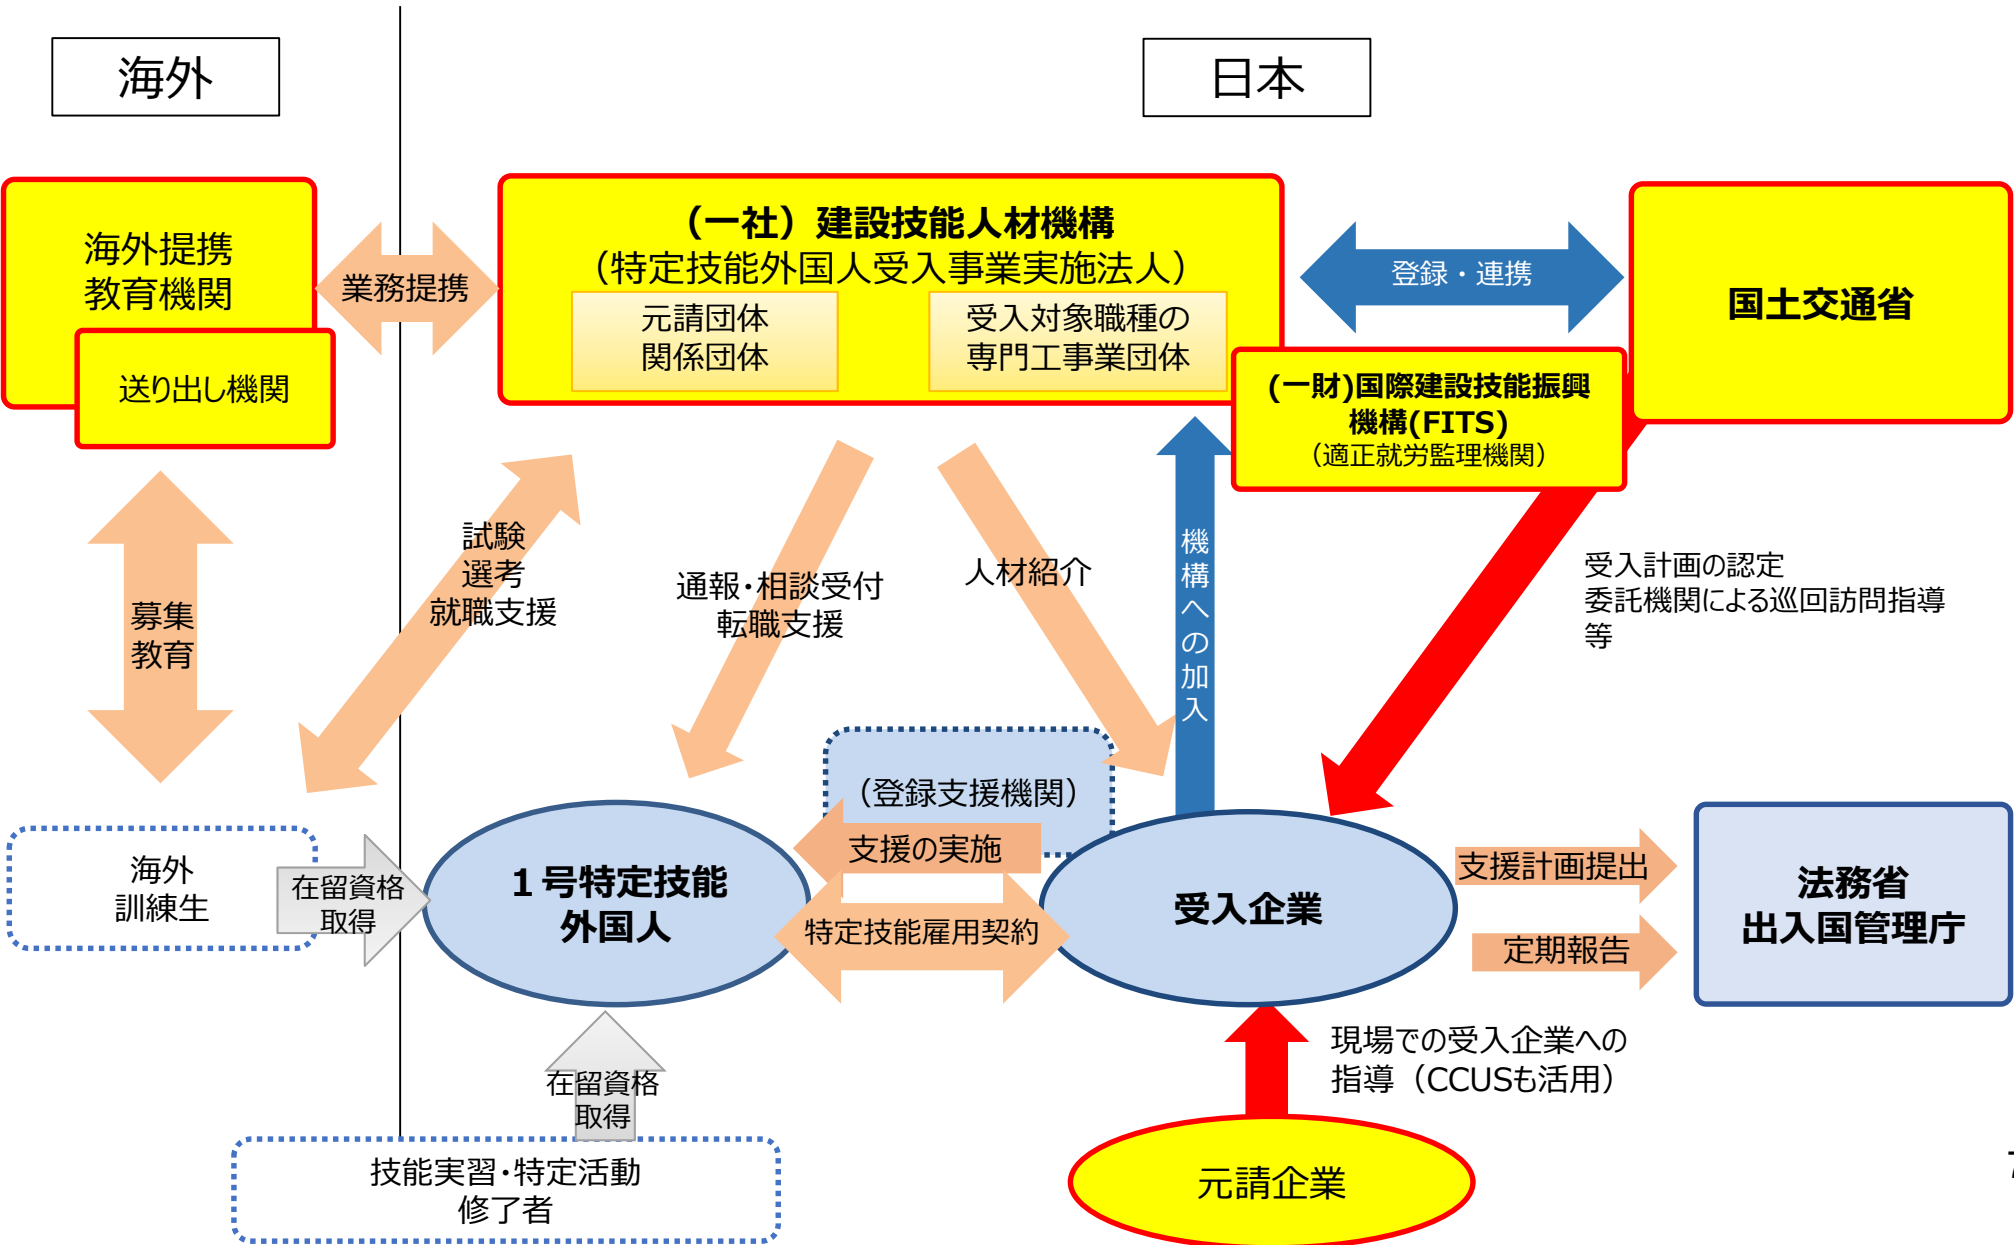 海外
日本
海外提携
教育機関
送り出し機関
業務提携
（一社）建設技能人材機構
（特定技能外国人受入事業実施法人）
元請団体
関係団体
受入対象職種の
専門工事業団体
登録・連携
国土交通省
(一財)国際建設技能振興
機構(FITS)
（適正就労監理機関）
募集
教育
試験
選考
就職支援
通報・相談受付
転職支援
人材紹介
機構への加入
受入計画の認定
委託機関による巡回訪問指導
等
海外
訓練生
在留資格
取得
１号特定技能
外国人
（登録支援機関）
支援の実施
特定技能雇用契約
受入企業
支援計画提出
定期報告
法務省
出入国管理庁
在留資格
取得
現場での受入企業への
指導（CCUSも活用）
技能実習・特定活動
修了者
元請企業